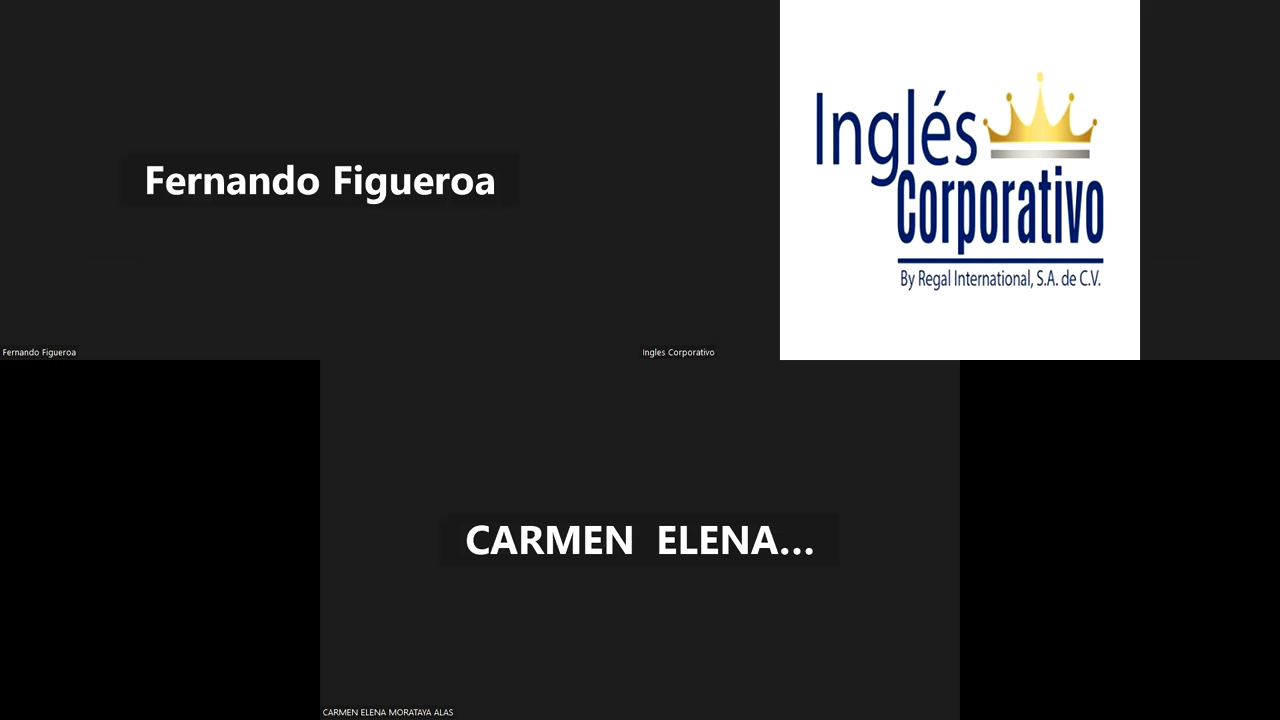 Fernando Figueroa
Inglés
Corporativo
By Regal International, S.A. de C.V.
Fernando Figueroa
Ingles Corporativo
CARMEN ELENA...
CARMEN ELENA MORATAYA ALAS